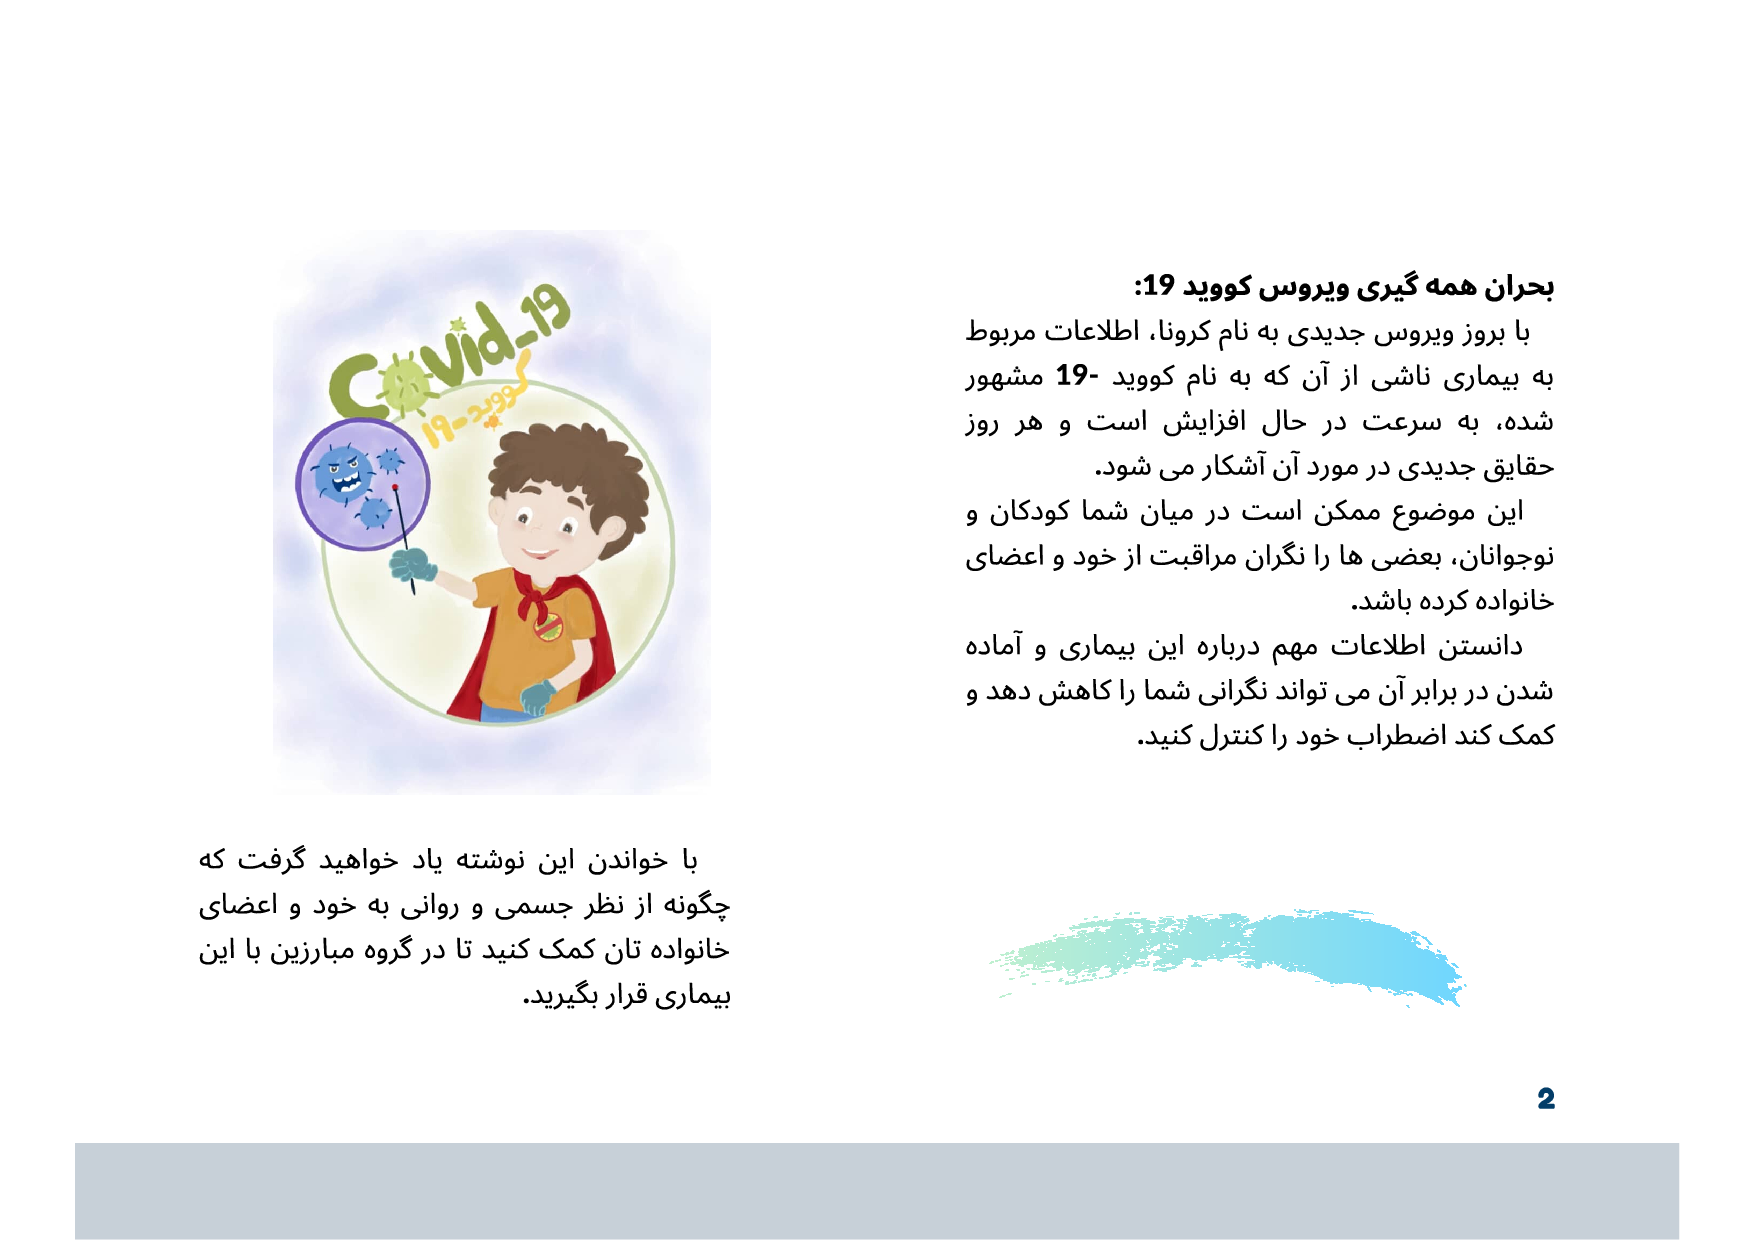 بحران همه گیری ویروس کووید 19:
با بروز ویروس جدیدی به نام کرونا، اطلاعات مربوط
به بیماری ناشی از آن که به نام کووید -19 مشهور
شده، به سرعت در حال افزایش است و هر روز
حقایق جدیدی در مورد آن آشکار می شود.
این موضوع ممکن است در میان شما کودکان و
نوجوانان، بعضی ها را نگران مراقبت از خود و اعضای
خانواده کرده باشد.
دانستن اطلاعات مهم درباره این بیماری و آماده
شدن در برابر آن می تواند نگرانی شما را کاهش دهد و
کمک کند اضطراب خود را کنترل کنید.
Covid_19
کووید-۱۹
با خواندن این نوشته یاد خواهید گرفت که
چگونه از نظر جسمی و روانی به خود و اعضای
خانواده تان کمک کنید تا در گروه مبارزین با این
بیماری قرار بگیرید.
2